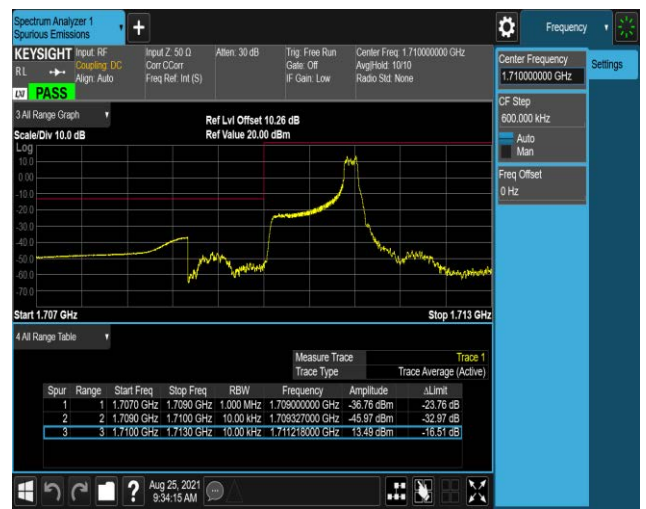 Spectrum Analyzer 1
Spurious Emissions
+
Frequency
KEYSIGHT Input: RF Input Z: 50 Ω Atten: 30 dB Trig: Free Run Center Freq: 1.710000000 GHz
RL Coupling: DC Corr CCorr Gate: Off Avg|Hold: 10/10
Align: Auto Freq Ref: Int (S) IF Gain: Low Radio Std: None
LXI PASS
Center Frequency
1.710000000 GHz
Settings
CF Step
600.000 kHz
Auto
Man
Freq Offset
0 Hz
3 All Range Graph
Ref Lvl Offset 10.26 dB
Scale/Div 10.0 dB Ref Value 20.00 dBm
Log
10.0
0.00
-10.0
-20.0
-30.0
-40.0
-50.0
-60.0
-70.0
Start 1.707 GHz Stop 1.713 GHz
4 All Range Table
Measure Trace Trace 1
Trace Type Trace Average (Active)
Spur Range Start Freq Stop Freq RBW Frequency Amplitude ΔLimit
1 1 1.7070 GHz 1.7090 GHz 1.000 MHz 1.709000000 GHz -36.76 dBm -23.76 dB
2 2 1.7090 GHz 1.7100 GHz 10.00 kHz 1.709327000 GHz -45.97 dBm -32.97 dB
3 3 1.7100 GHz 1.7130 GHz 10.00 kHz 1.711218000 GHz 13.49 dBm -16.51 dB
? Aug 25, 2021
9:34:15 AM